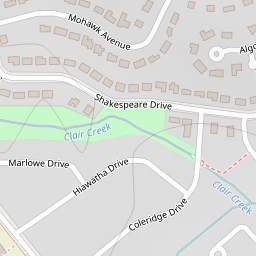 Mohawk Avenue
Algo
Shakespeare Drive
Clair Creek
Marlowe Drive
Hiawatha Drive
Clair Creek
Coleridge Drive